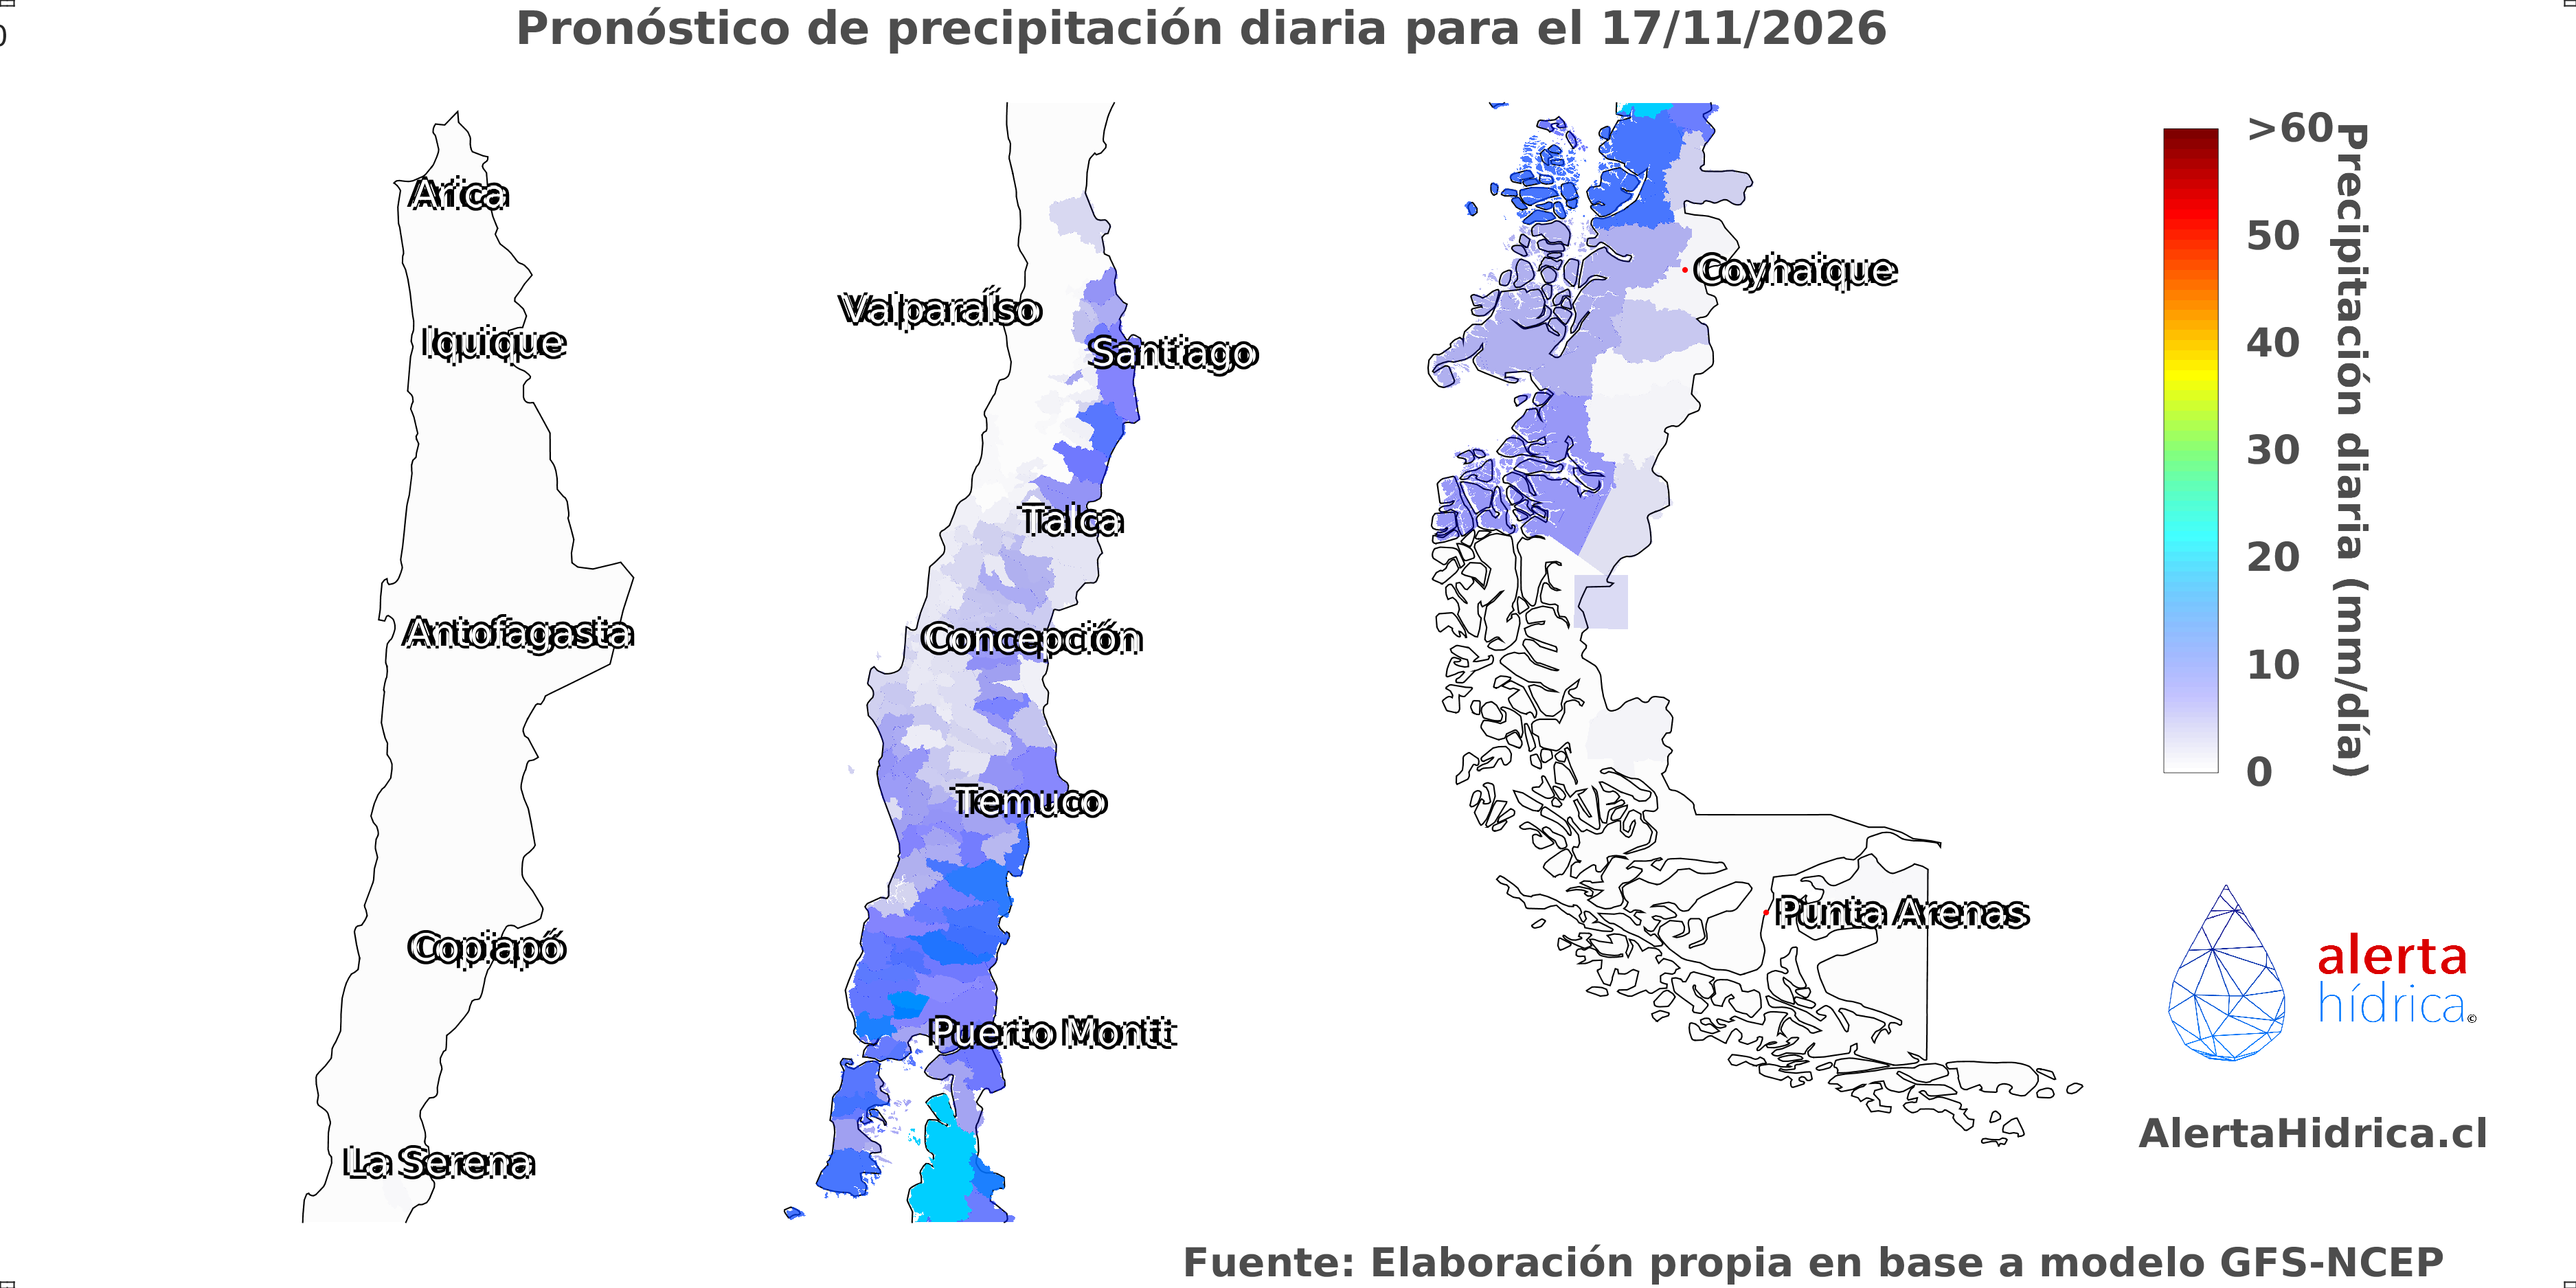 Pronóstico de precipitación diaria para el 17/11/2026
0
Arica
Iquique
Antofagasta
Copiapó
La Serena
Valparaíso
Santiago
Talca
Concepción
Temuco
Puerto Montt
Coyhaique
Punta Arenas
>60
50
40
30
20
10
0
Precipitación diaria (mm/día)
alerta
hídrica©
AlertaHidrica.cl
Fuente: Elaboración propia en base a modelo GFS-NCEP